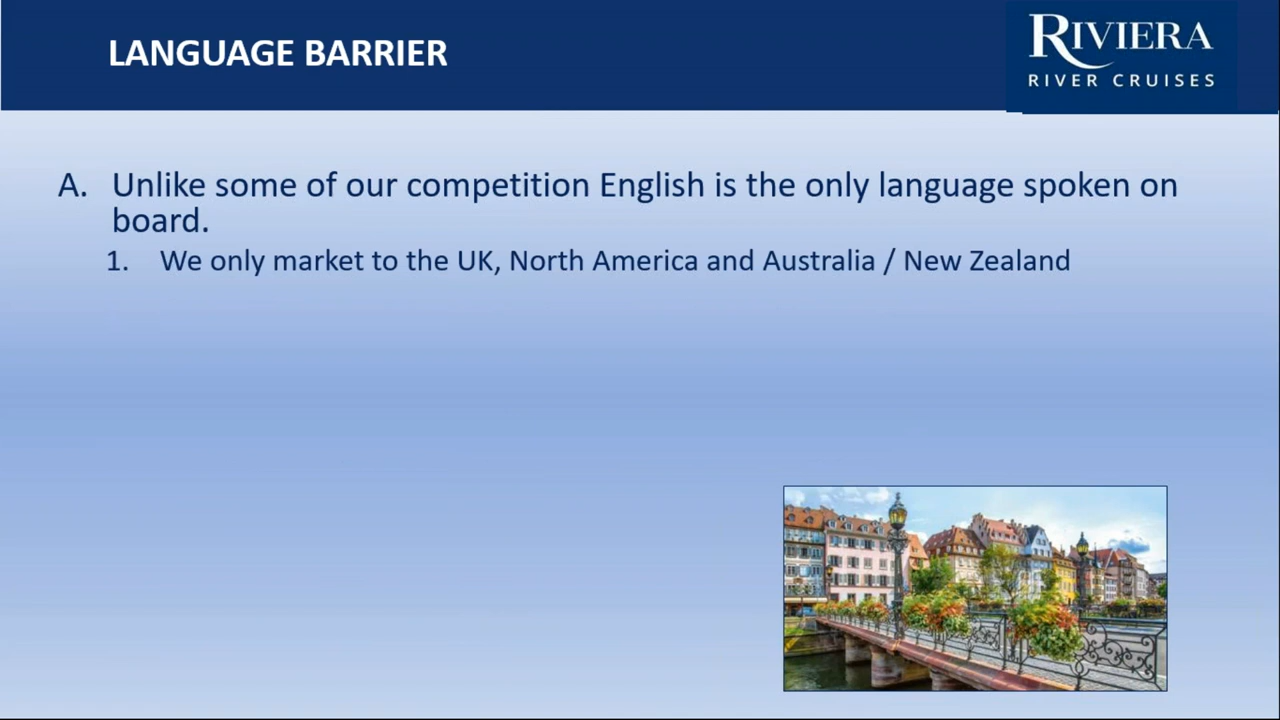 LANGUAGE BARRIER
RIVIERA
RIVER CRUISES
A. Unlike some of our competition English is the only language spoken on
board.
1. We only market to the UK, North America and Australia / New Zealand